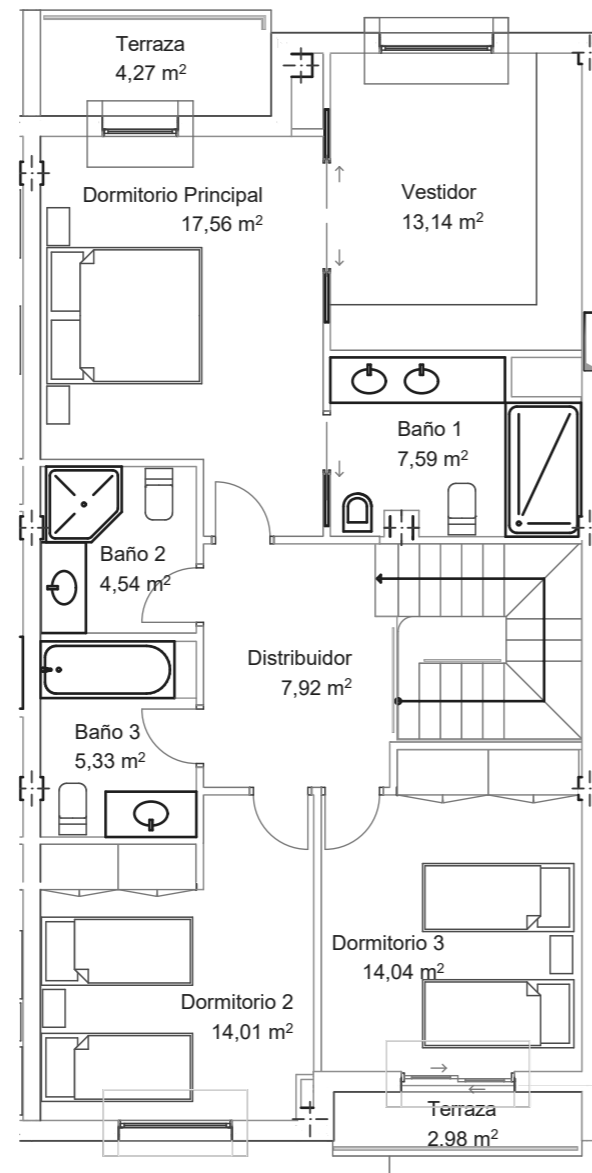 Terraza
4,27 m²
Dormitorio Principal
17,56 m²
Vestidor
13,14 m²
Baño 1
7,59 m²
Baño 2
4,54 m²
Distribuidor
7,92 m²
Baño 3
5,33 m²
Dormitorio 3
14,04 m²
Dormitorio 2
14,01 m²
Terraza
2.98 m²